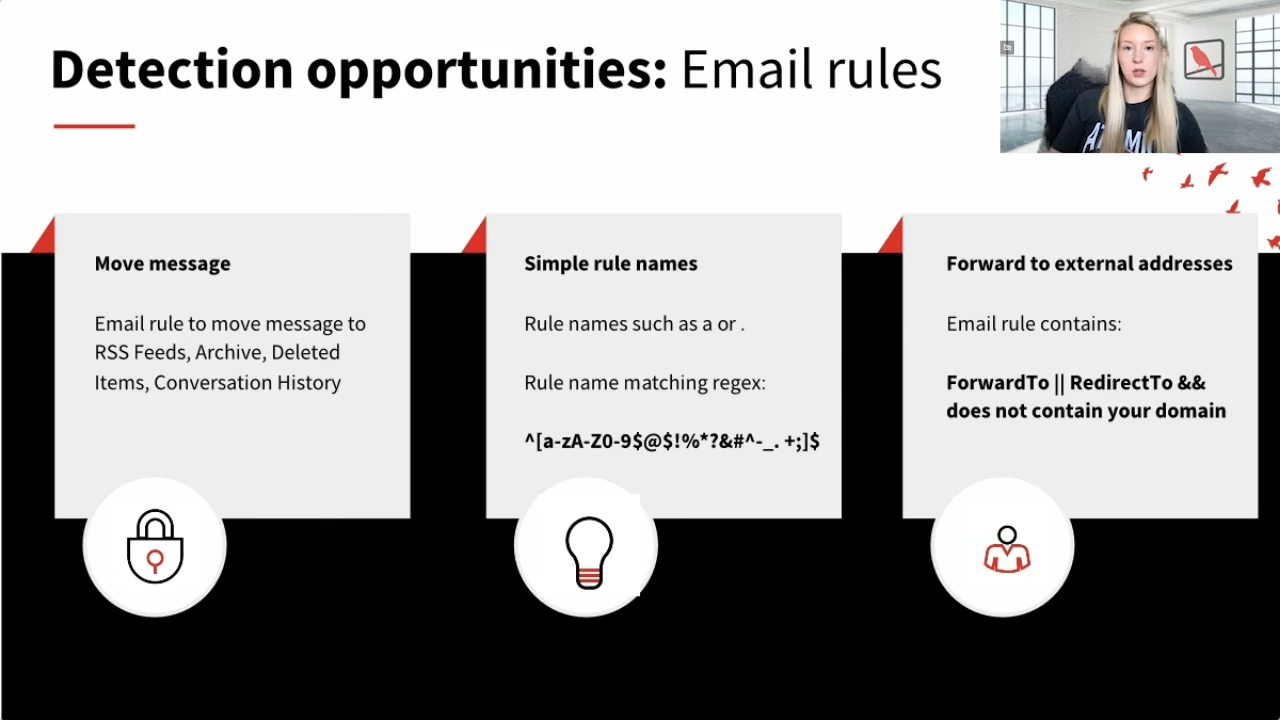 Detection opportunities: Email rules
Move message
Email rule to move message to
RSS Feeds, Archive, Deleted
Items, Conversation History
Simple rule names
Rule names such as a or .
Rule name matching regex:
^[a-zA-Z0-9$@$!%*?&#^-_. +;]$
Forward to external addresses
Email rule contains:
ForwardTo || RedirectTo &&
does not contain your domain